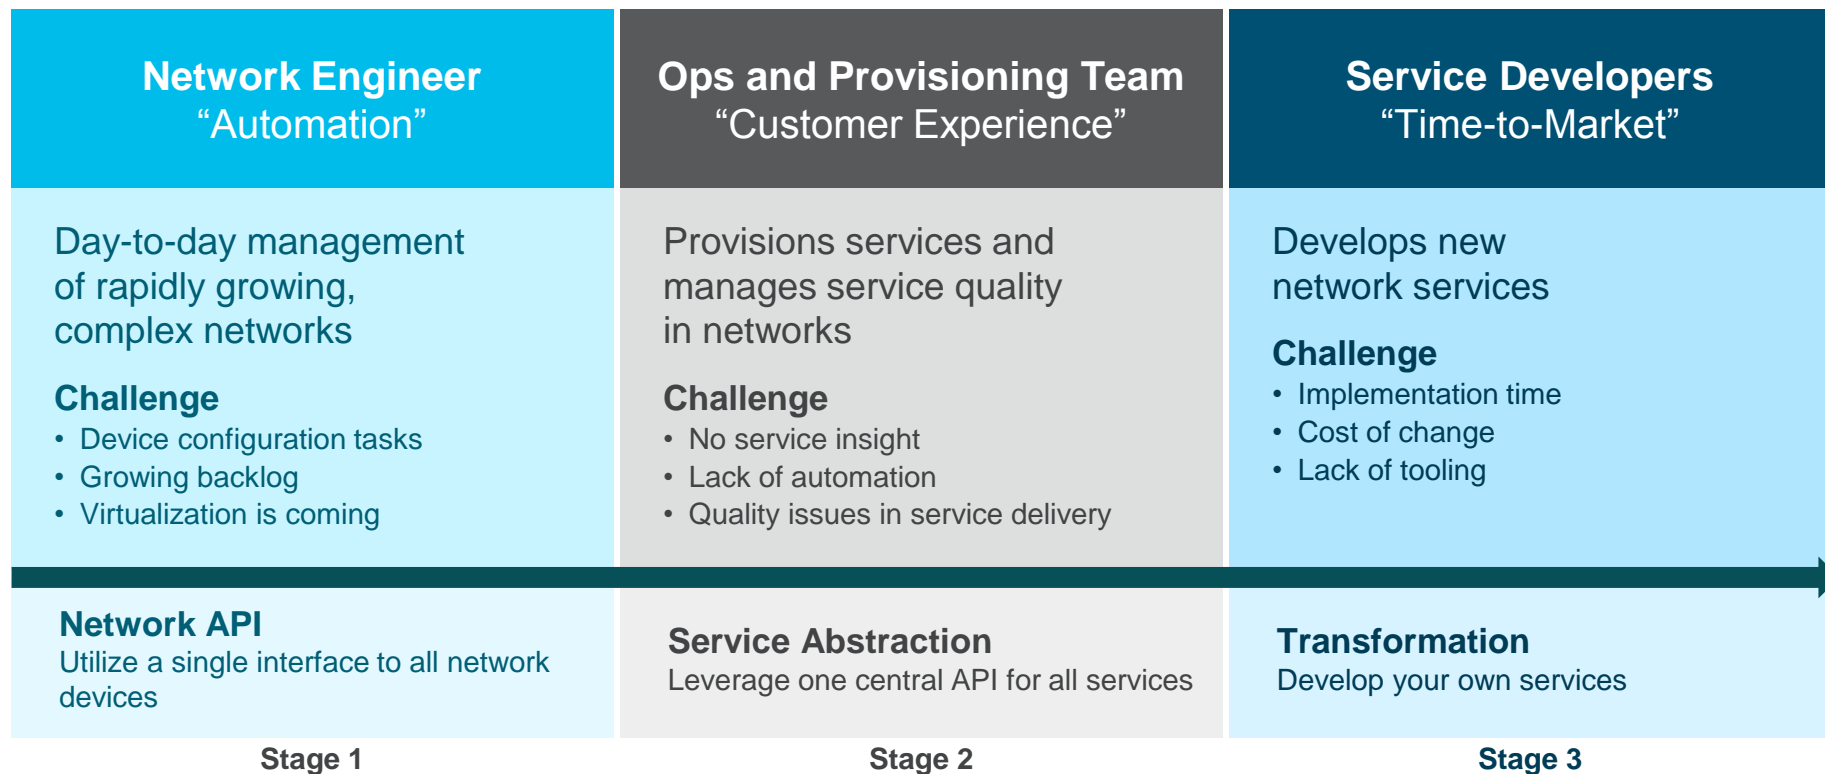 Network Engineer
“Automation”
Day-to-day management
of rapidly growing,
complex networks
Challenge
• Device configuration tasks
• Growing backlog
• Virtualization is coming
Network API
Utilize a single interface to all network
devices
Stage 1
Ops and Provisioning Team
“Customer Experience”
Provisions services and
manages service quality
in networks
Challenge
• No service insight
• Lack of automation
• Quality issues in service delivery
Service Abstraction
Leverage one central API for all services
Stage 2
Service Developers
“Time-to-Market”
Develops new
network services
Challenge
• Implementation time
• Cost of change
• Lack of tooling
Transformation
Develop your own services
Stage 3